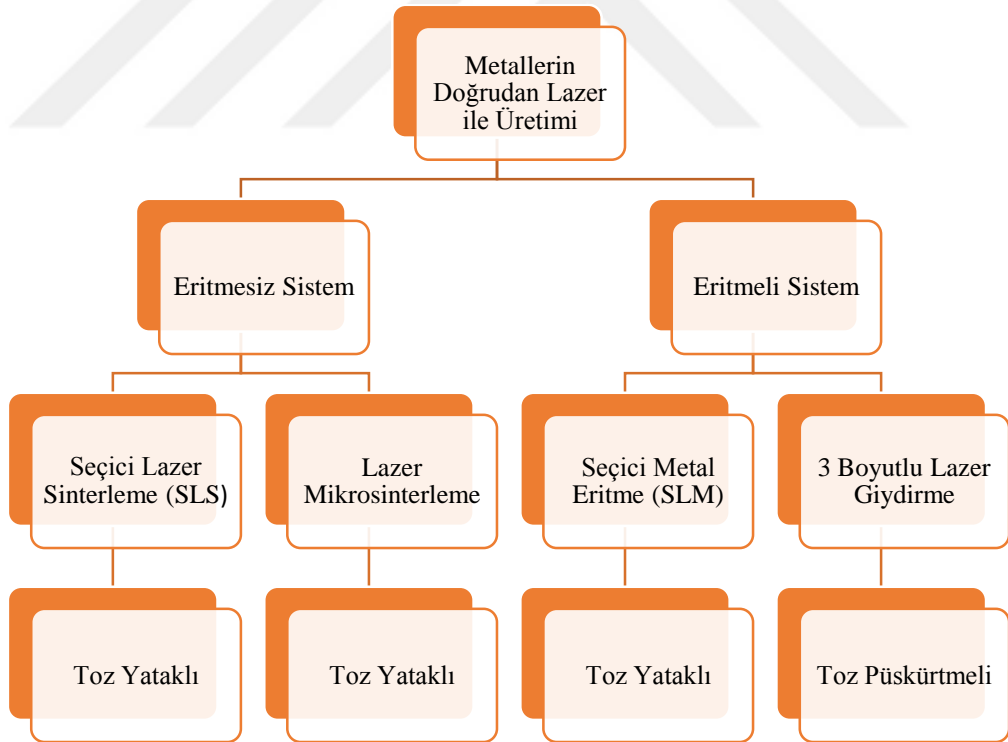 Metallerin
Doğrudan Lazer
ile Üretimi
Eritmesiz Sistem
Eritmeli Sistem
Seçici Lazer
Sinterleme (SLS)
Lazer
Mikrosinterleme
Seçici Metal
Eritme (SLM)
3 Boyutlu Lazer
Giydirme
Toz Yataklı
Toz Yataklı
Toz Yataklı
Toz Püskürtmeli